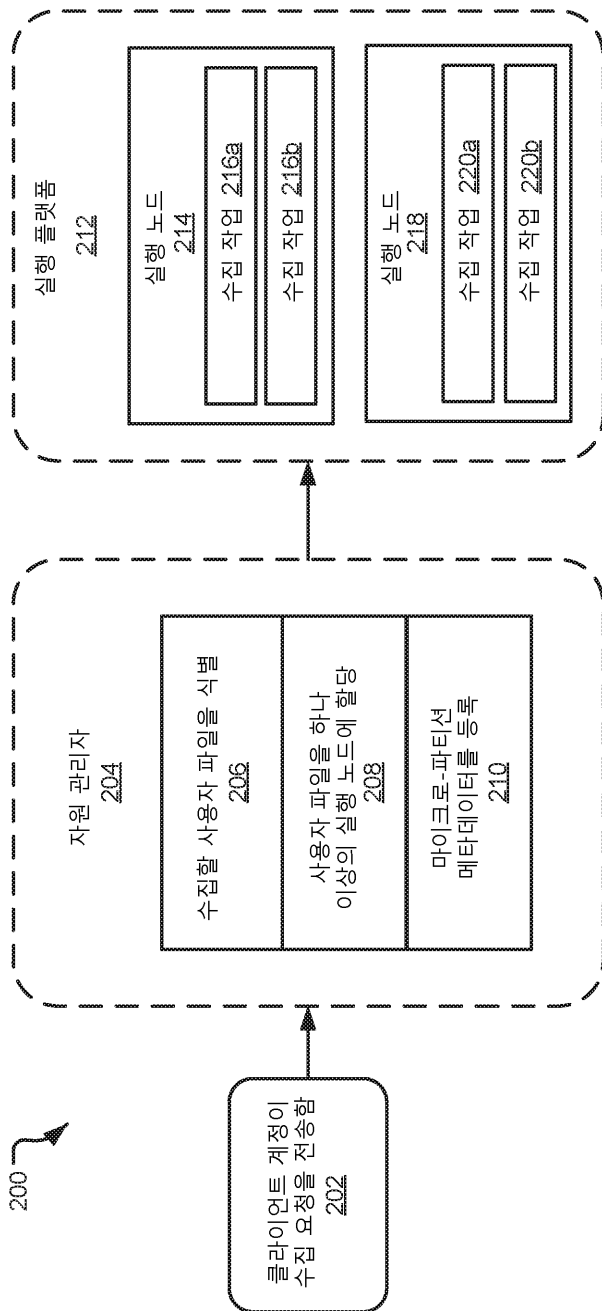 200
클라이언트 계정이
수집 요청을 전송함
202
자원 관리자
204
수집할 사용자 파일을 식별
206
사용자 파일을 하나
이상의 실행 노드에 할당
208
마이크로-파티션
메타데이터를 등록
210
실행 플랫폼
212
실행 노드
214
수집 작업 216a
수집 작업 216b
실행 노드
218
수집 작업 220a
수집 작업 220b